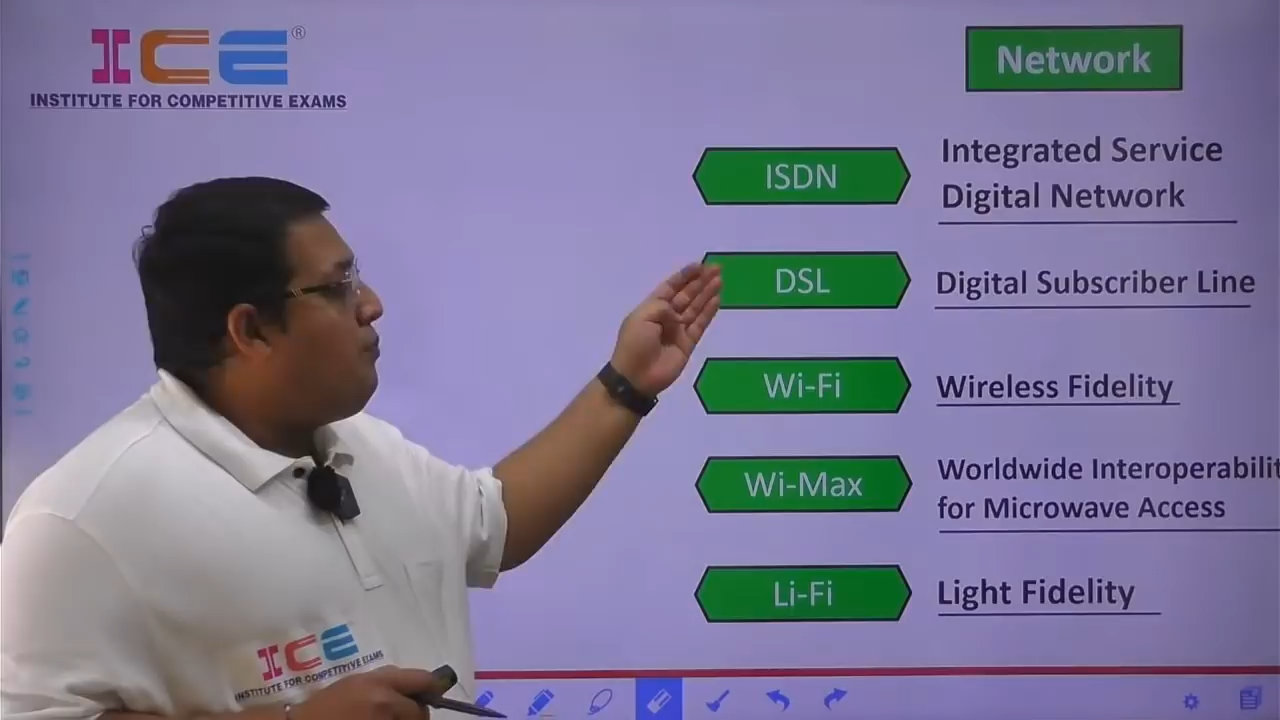 ICE®
INSTITUTE FOR COMPETITIVE EXAMS
Network
ISDN
Integrated Service
Digital Network
DSL
Digital Subscriber Line
Wi-Fi
Wireless Fidelity
Wi-Max
Worldwide Interoperabilit
for Microwave Access
Li-Fi
Light Fidelity
ICE
INSTITUTE FOR COMPETITIVE EXAMS